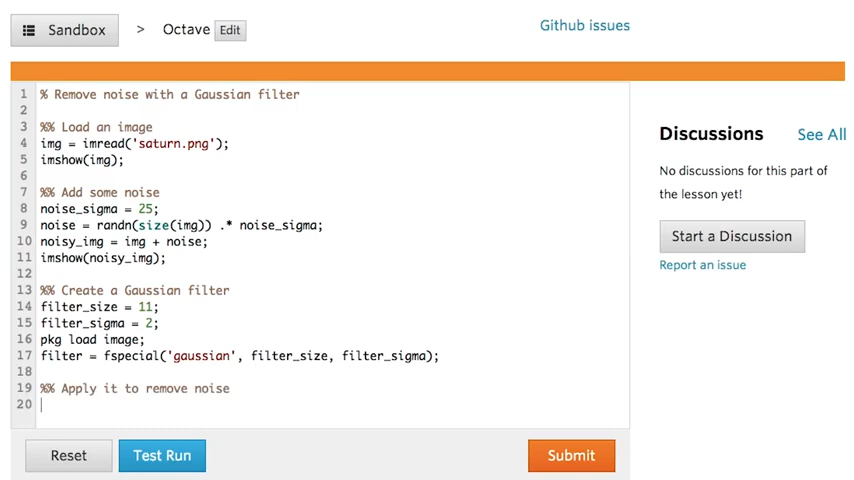 Sandbox > Octave Edit
Github issues
1 % Remove noise with a Gaussian filter
2
3 %% Load an image
4 img = imread('saturn.png');
5 imshow(img);
6
7 %% Add some noise
8 noise_sigma = 25;
9 noise = randn(size(img)) .* noise_sigma;
10 noisy_img = img + noise;
11 imshow(noisy_img);
12
13 %% Create a Gaussian filter
14 filter_size = 11;
15 filter_sigma = 2;
16 pkg load image;
17 filter = fspecial('gaussian', filter_size, filter_sigma);
18
19 %% Apply it to remove noise
20
Reset Test Run Submit
Discussions See All
No discussions for this part of
the lesson yet!
Start a Discussion
Report an issue